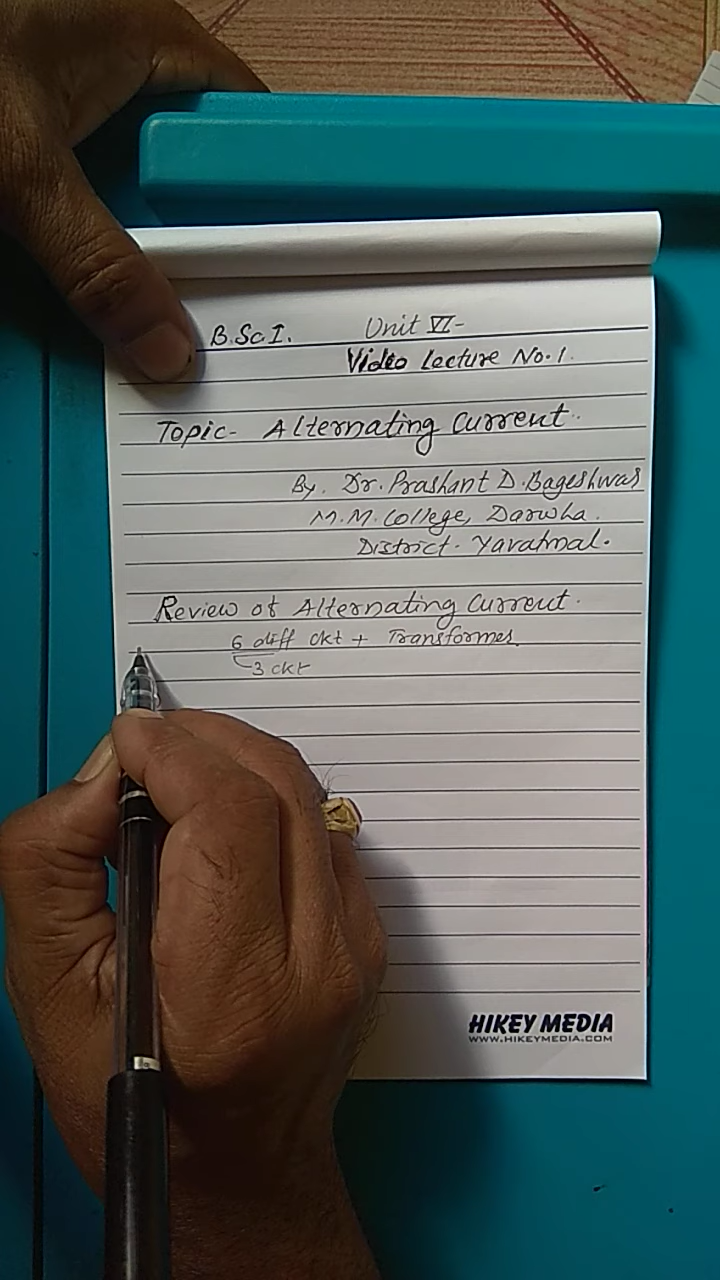 B.Sc I. Unit VI-
Video Lecture No.1.
Topic- Alternating Current.
By. Dr. Prashant D. Bageshwar
M.M. College, Darwha.
District. Yavatmal.
Review of Alternating Current.
6 diff ckt + Transformer.
3 ckt
HIKEY MEDIA
WWW.HIKEYMEDIA.COM